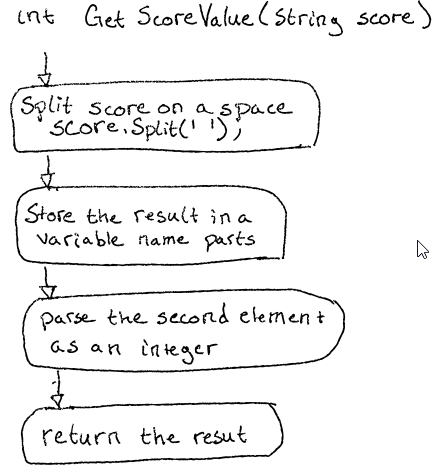 int Get ScoreValue(String score)
Split score on a space
score.Split(' ');
Store the result in a
variable name parts
parse the second element
as an integer
return the resut